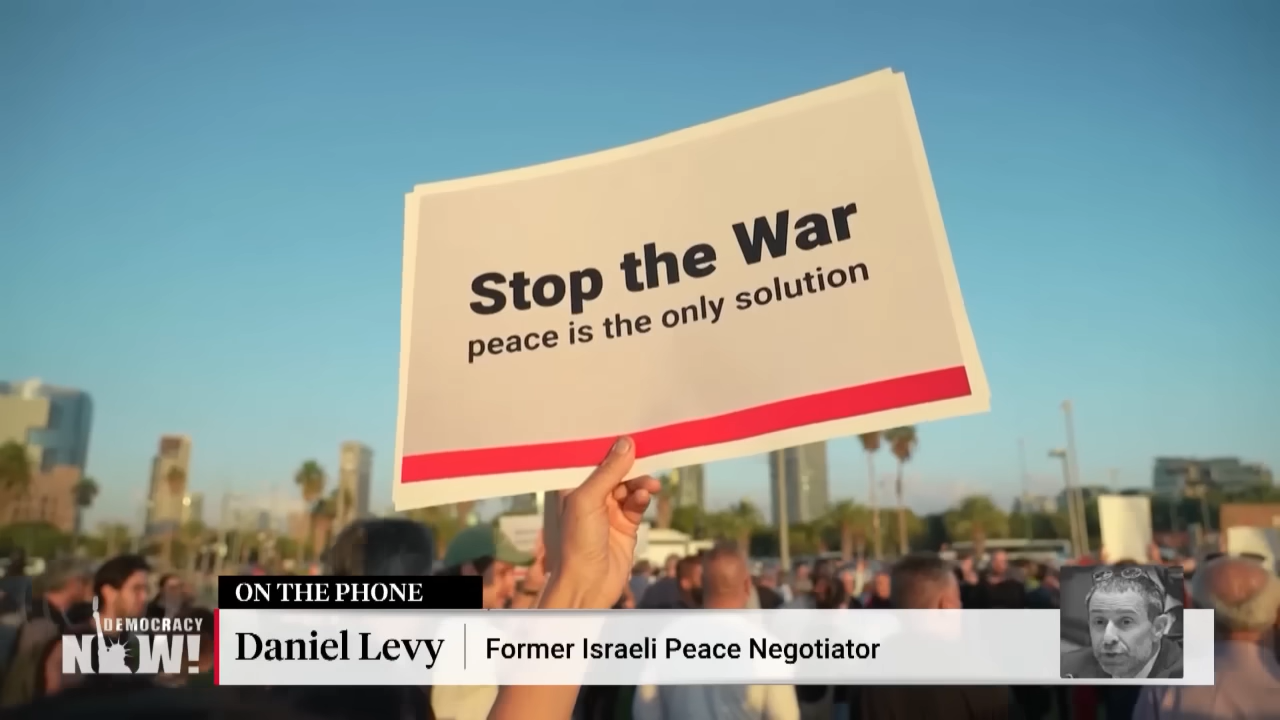 Stop the War
peace is the only solution
ON THE PHONE
DEMOCRACY
NOW!
Daniel Levy
Former Israeli Peace Negotiator